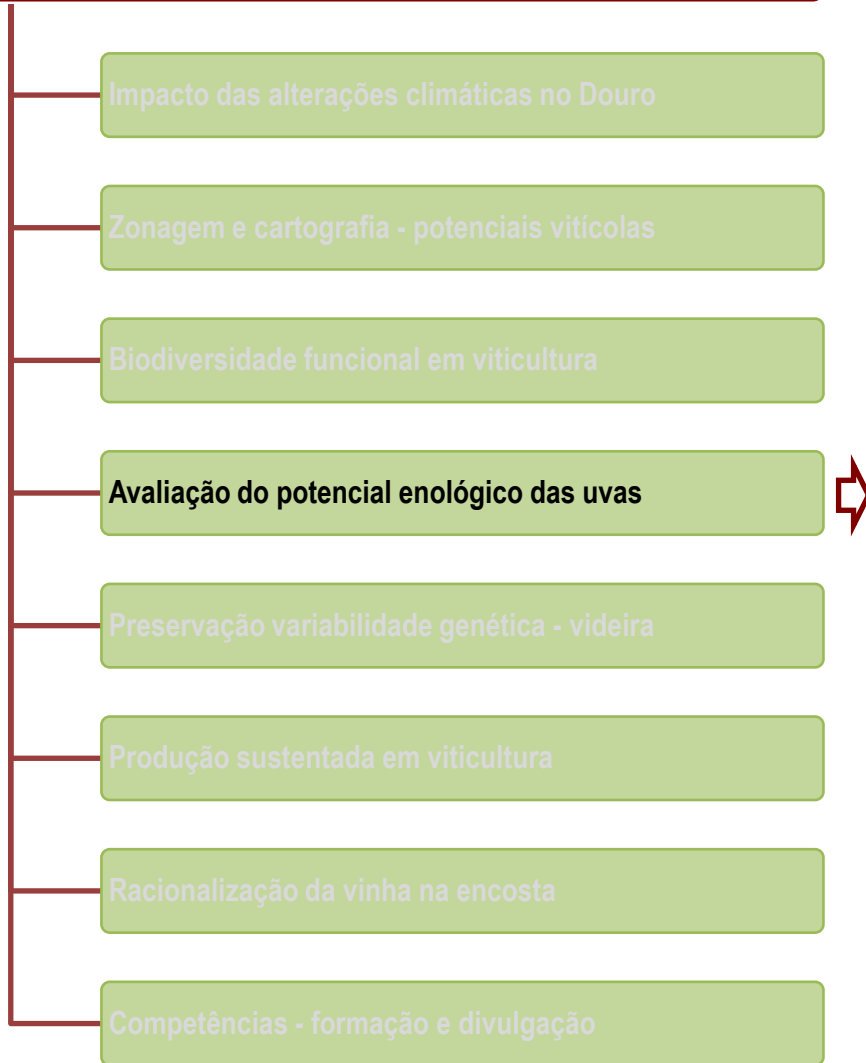 Impacto das alterações climáticas no Douro
Zonagem e cartografia - potenciais vitícolas
Biodiversidade funcional em viticultura
Avaliação do potencial enológico das uvas
Preservação variabilidade genética - videira
Produção sustentada em viticultura
Racionalização da vinha na encosta
Competências - formação e divulgação